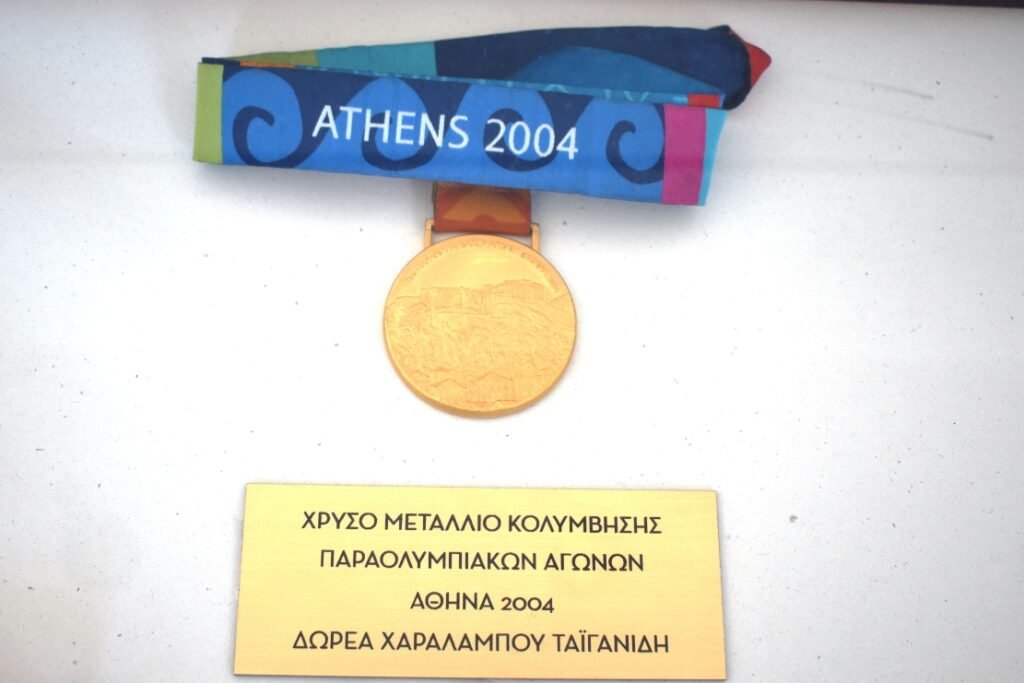 ATHENS 2004
ΧΡΥΣΟ ΜΕΤΑΛΛΙΟ ΚΟΛΥΜΒΗΣΗΣ
ΠΑΡΑΟΛΥΜΠΙΑΚΩΝ ΑΓΩΝΩΝ
ΑΘΗΝΑ 2004
ΔΩΡΕΑ ΧΑΡΑΛΑΜΠΟΥ ΤΑΪΓΑΝΙΔΗ